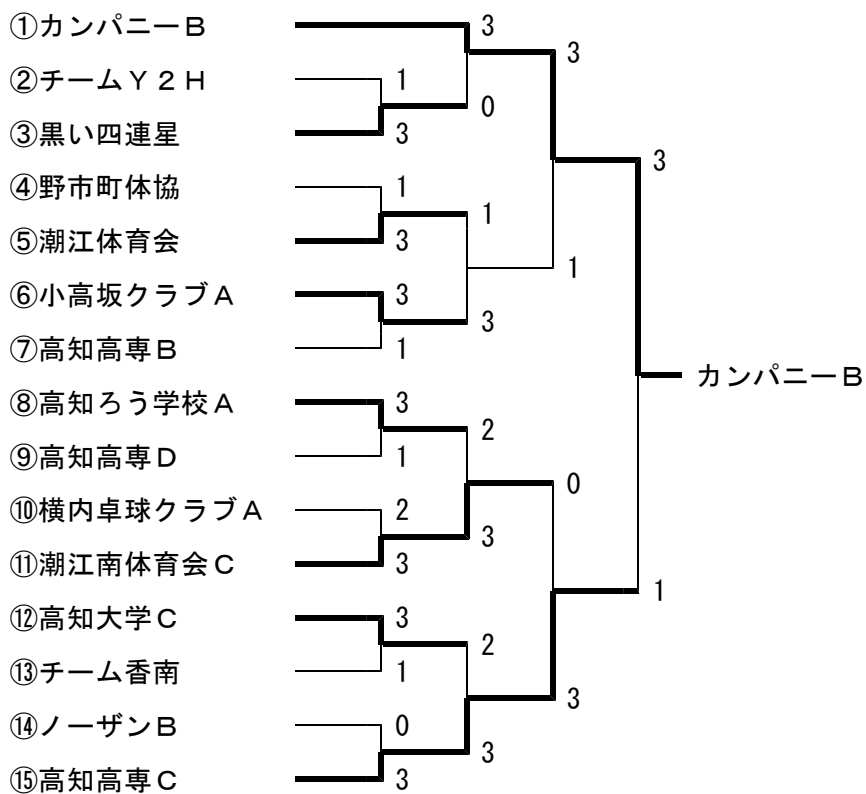 ①カンパニーB 3
3
②チームY2H 1
0
③黒い四連星 3
3
④野市町体協 1
1
⑤潮江体育会 3
1
⑥小高坂クラブA 3
3
⑦高知高専B 1
カンパニーB
⑧高知ろう学校A 3
2
⑨高知高専D 1
0
⑩横内卓球クラブA 2
3
⑪潮江南体育会C 3
1
⑫高知大学C 3
2
⑬チーム香南 1
3
⑭ノーザンB 0
3
⑮高知高専C 3